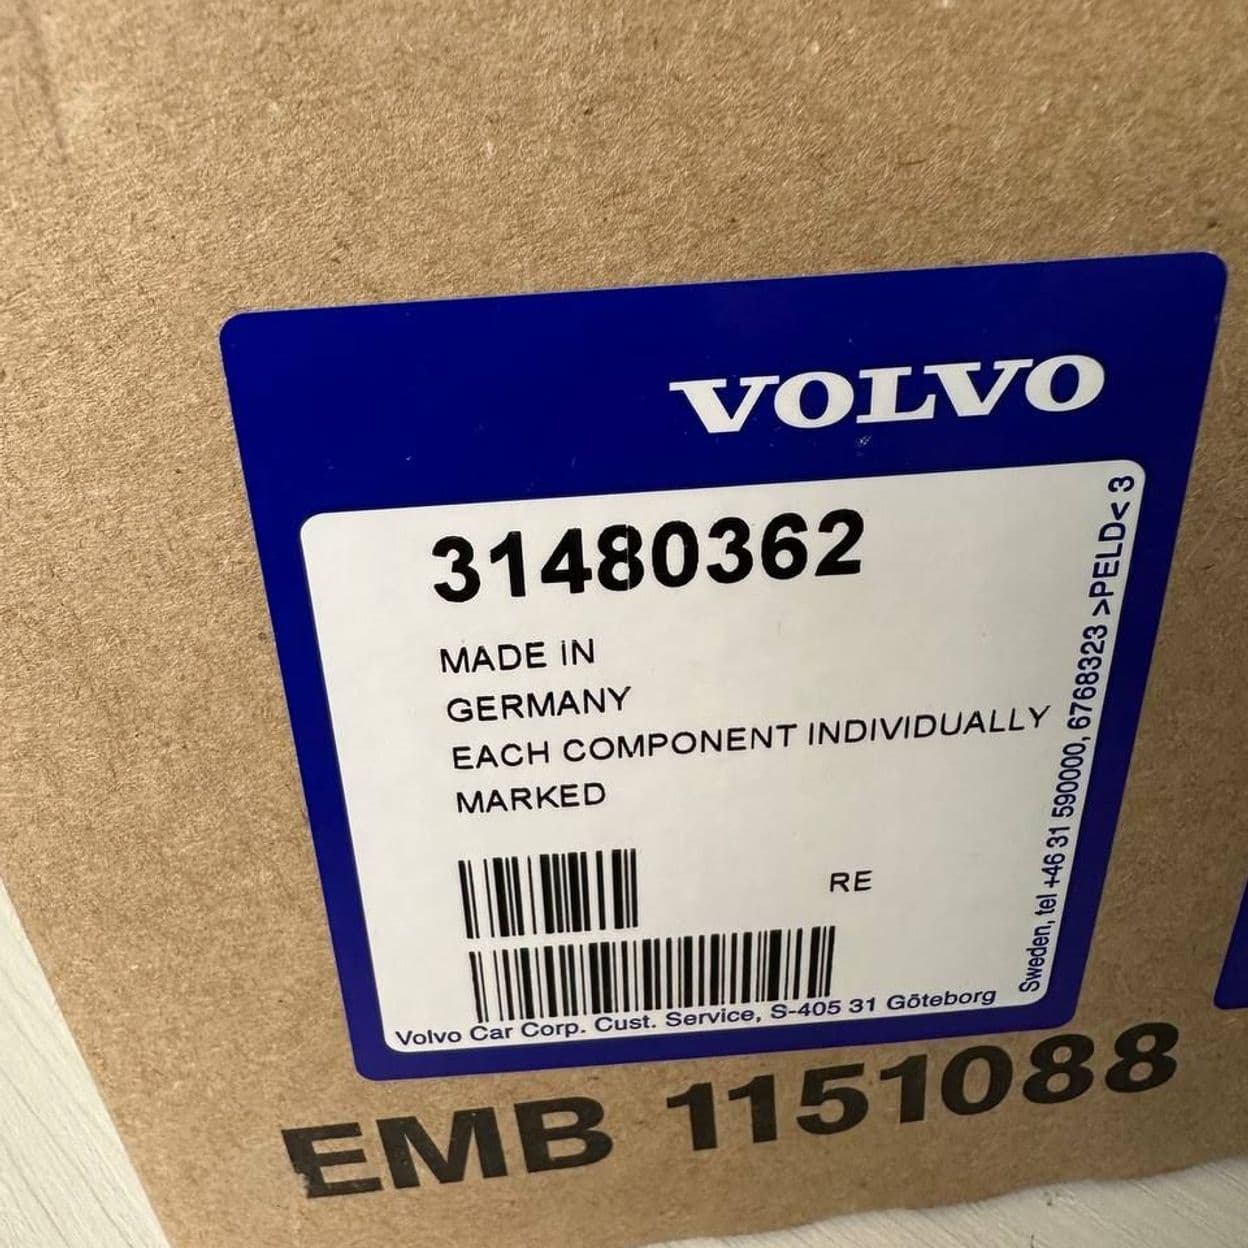 VOLVO
31480362
MADE iN
GERMANY
EACH COMPONENT INDIVIDUALLY
MARKED
RE
Volvo Car Corp. Cust. Service, S-405 31 Göteborg
Sweden, tel +46 31 590000, 6768323 >PELD< 3
EMB 1151088